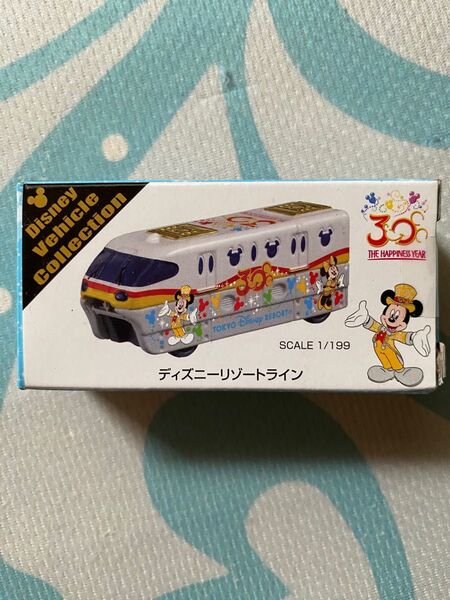 Disney
Vehicle
Collection
30
THE HAPPINESS YEAR
30
TOKYO Disney RESORT
SCALE 1/199
ディズニーリゾートライン